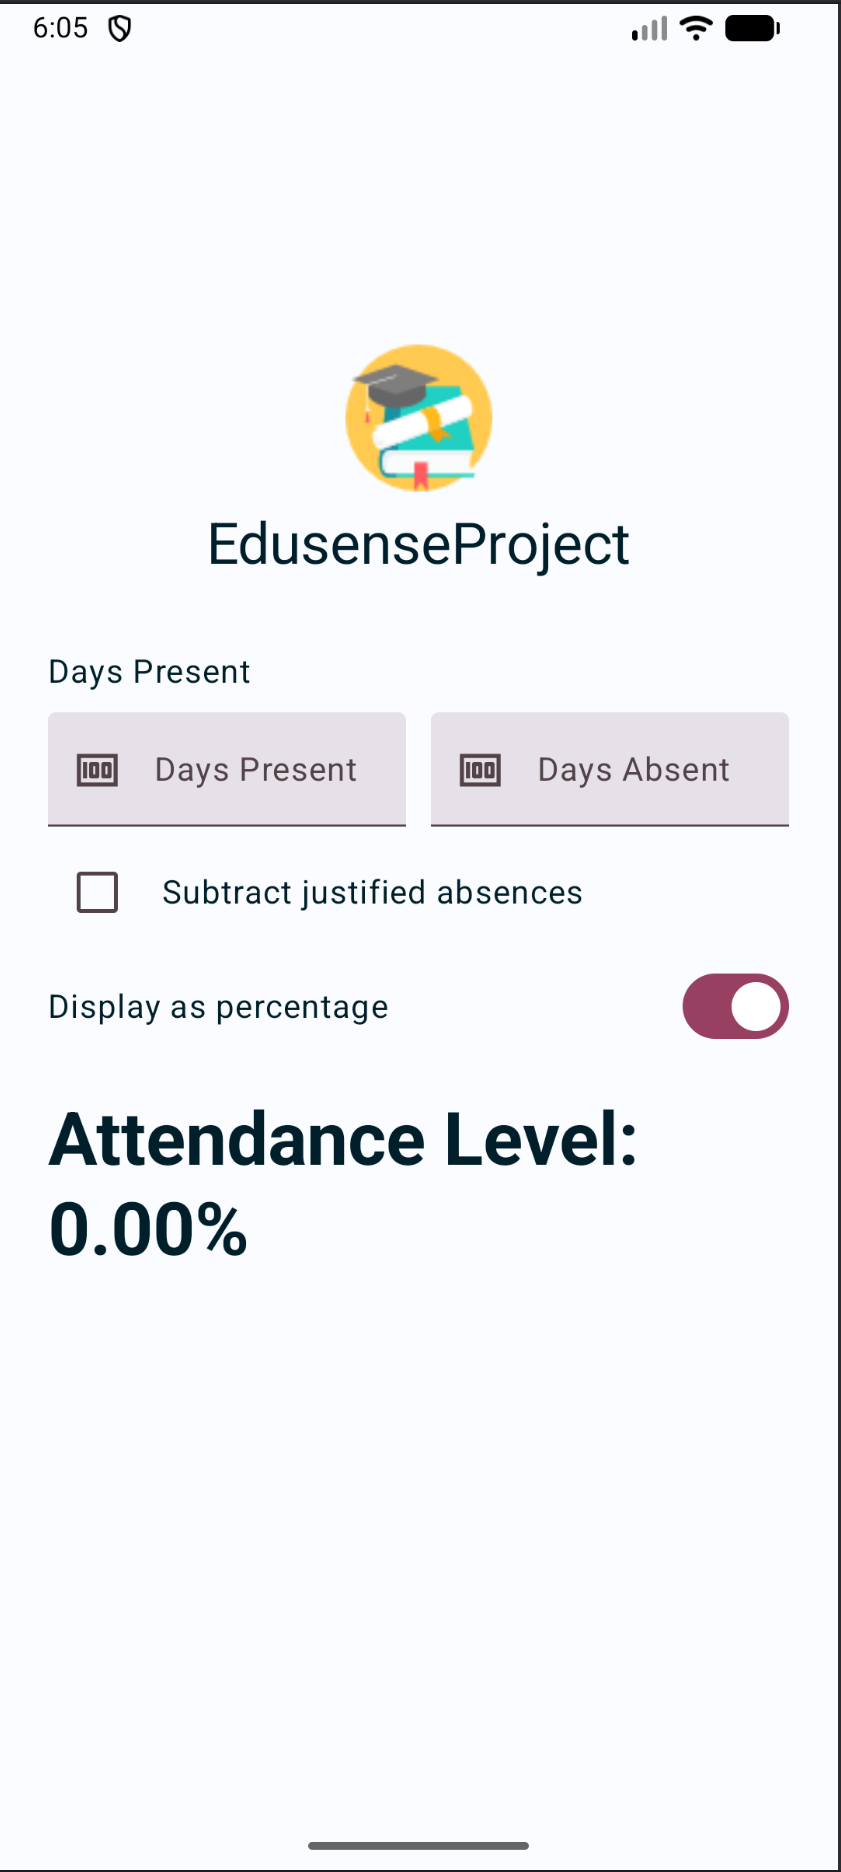 6:05
EdusenseProject
Days Present
100 Days Present 100 Days Absent
Subtract justified absences
Display as percentage
Attendance Level:
0.00%